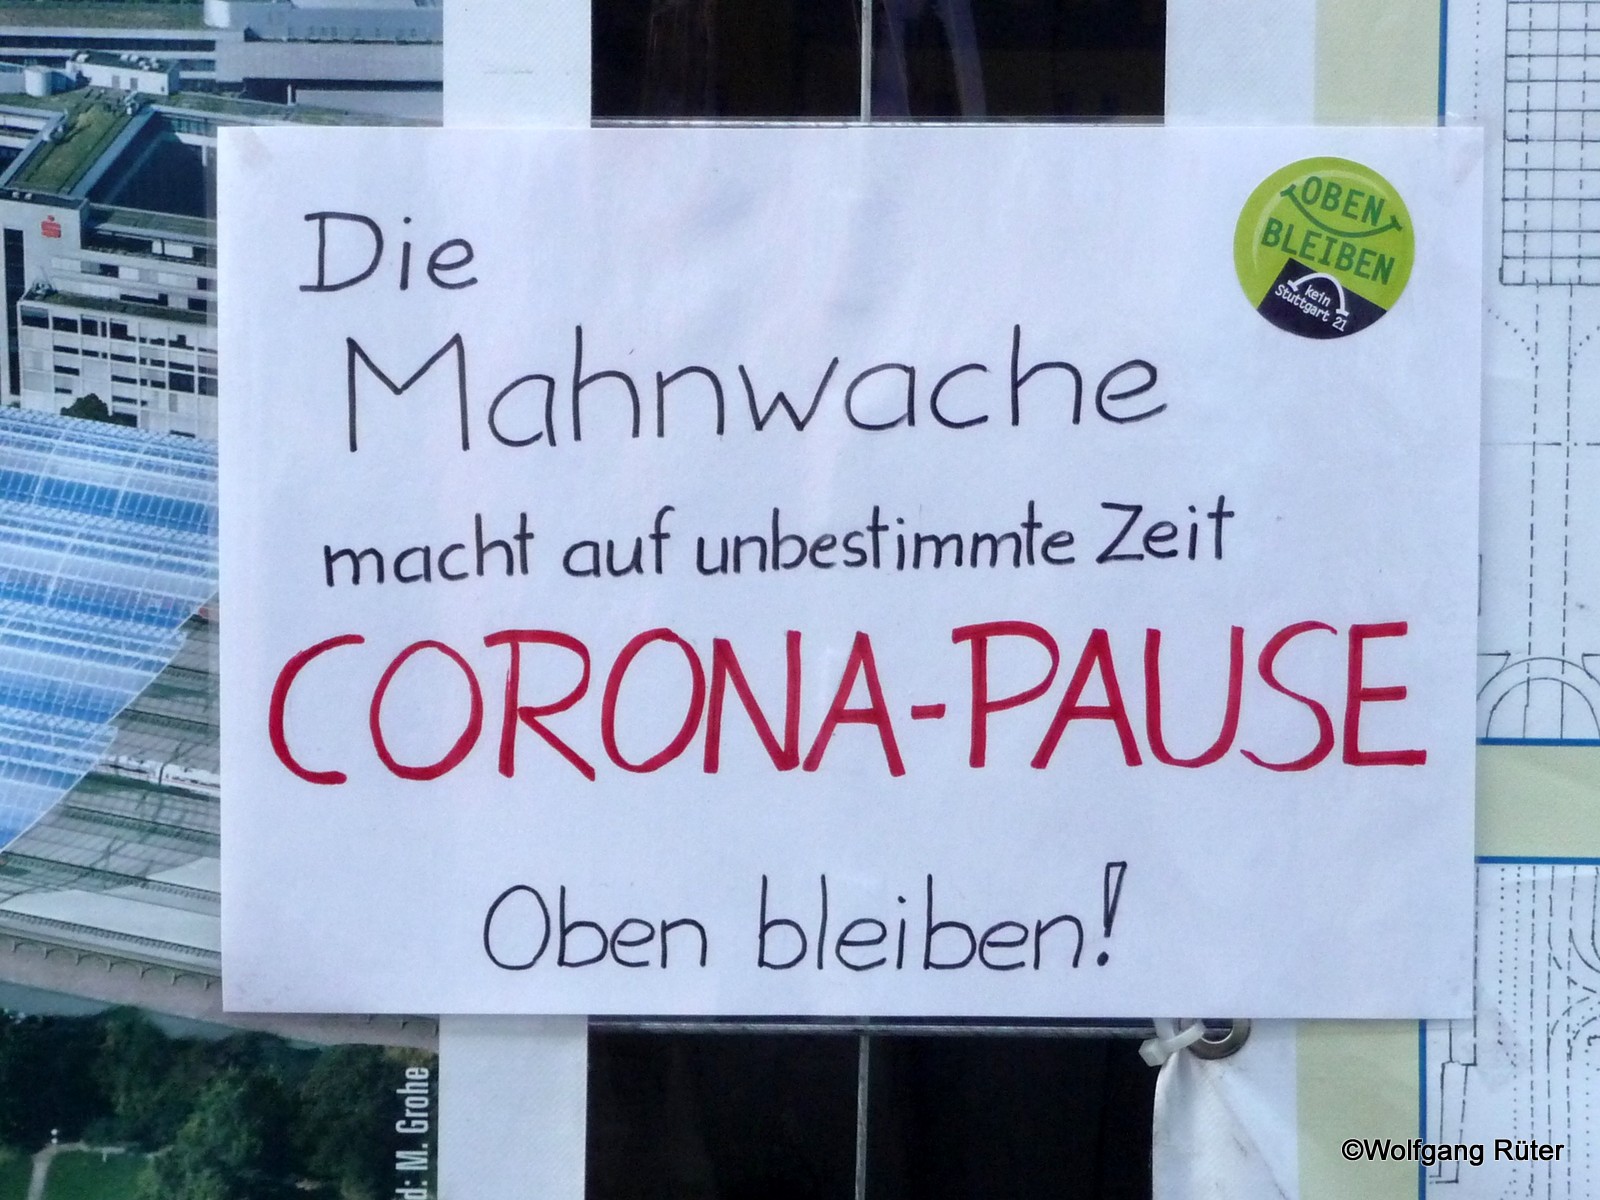 Die
Mahnwache
macht auf unbestimmte Zeit
CORONA-PAUSE
Oben bleiben!
OBEN
BLEIBEN
kein
Stuttgart 21
d: M. Grohe
©Wolfgang Rüter